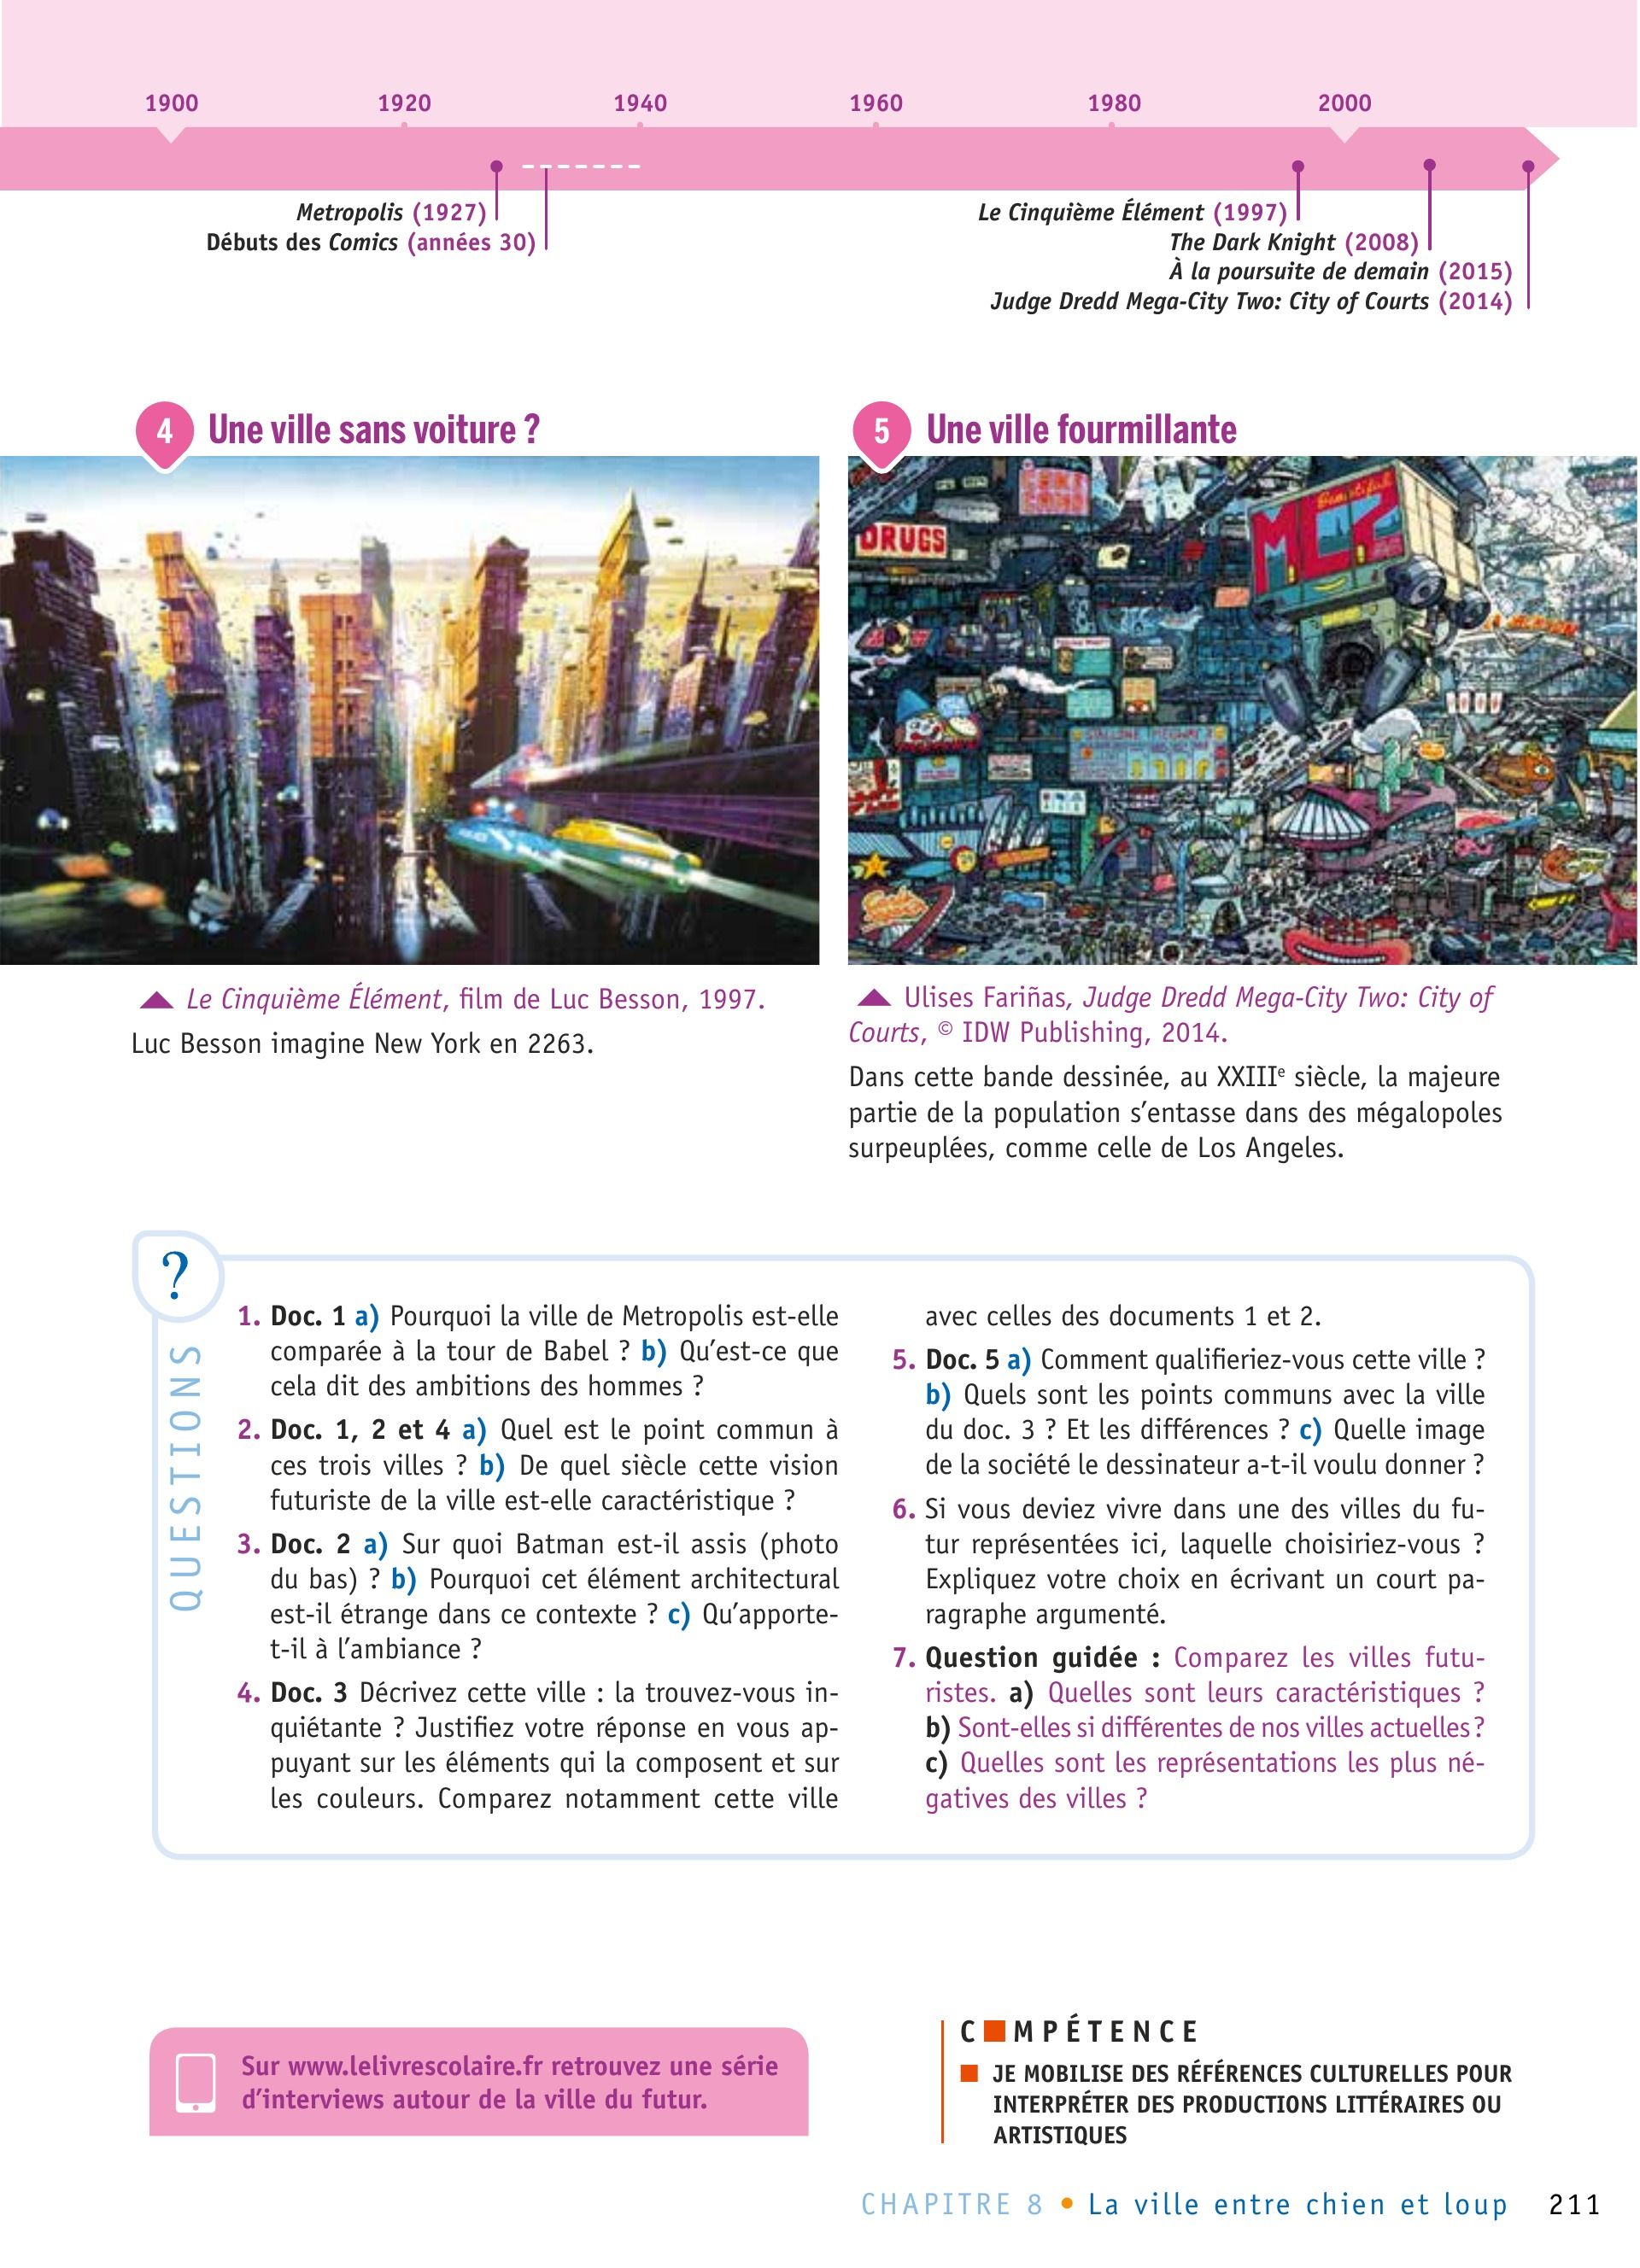 1900 1920 1940 1960 1980 2000
Metropolis (1927)
Débuts des Comics (années 30)
Le Cinquième Élément (1997)
The Dark Knight (2008)
À la poursuite de demain (2015)
Judge Dredd Mega-City Two: City of Courts (2014)
4 Une ville sans voiture ?
Le Cinquième Élément, film de Luc Besson, 1997.
Luc Besson imagine New York en 2263.
5 Une ville fourmillante
DRUGS
Beautiful
MC2
Ulises Fariñas, Judge Dredd Mega-City Two: City of
Courts, © IDW Publishing, 2014.
Dans cette bande dessinée, au XXIIIe siècle, la majeure
partie de la population s’entasse dans des mégalopoles
surpeuplées, comme celle de Los Angeles.
?
QUESTIONS
1. Doc. 1 a) Pourquoi la ville de Metropolis est-elle
comparée à la tour de Babel ? b) Qu’est-ce que
cela dit des ambitions des hommes ?
2. Doc. 1, 2 et 4 a) Quel est le point commun à
ces trois villes ? b) De quel siècle cette vision
futuriste de la ville est-elle caractéristique ?
3. Doc. 2 a) Sur quoi Batman est-il assis (photo
du bas) ? b) Pourquoi cet élément architectural
est-il étrange dans ce contexte ? c) Qu’apporte-
t-il à l’ambiance ?
4. Doc. 3 Décrivez cette ville : la trouvez-vous in-
quiétante ? Justifiez votre réponse en vous ap-
puyant sur les éléments qui la composent et sur
les couleurs. Comparez notamment cette ville
avec celles des documents 1 et 2.
5. Doc. 5 a) Comment qualifieriez-vous cette ville ?
b) Quels sont les points communs avec la ville
du doc. 3 ? Et les différences ? c) Quelle image
de la société le dessinateur a-t-il voulu donner ?
6. Si vous deviez vivre dans une des villes du fu-
tur représentées ici, laquelle choisiriez-vous ?
Expliquez votre choix en écrivant un court pa-
ragraphe argumenté.
7. Question guidée : Comparez les villes futu-
ristes. a) Quelles sont leurs caractéristiques ?
b) Sont-elles si différentes de nos villes actuelles ?
c) Quelles sont les représentations les plus né-
gatives des villes ?
Sur www.lelivrescolaire.fr retrouvez une série
d’interviews autour de la ville du futur.
C■MPÉTENCE
JE MOBILISE DES RÉFÉRENCES CULTURELLES POUR
INTERPRÉTER DES PRODUCTIONS LITTÉRAIRES OU
ARTISTIQUES
CHAPITRE 8 • La ville entre chien et loup 211